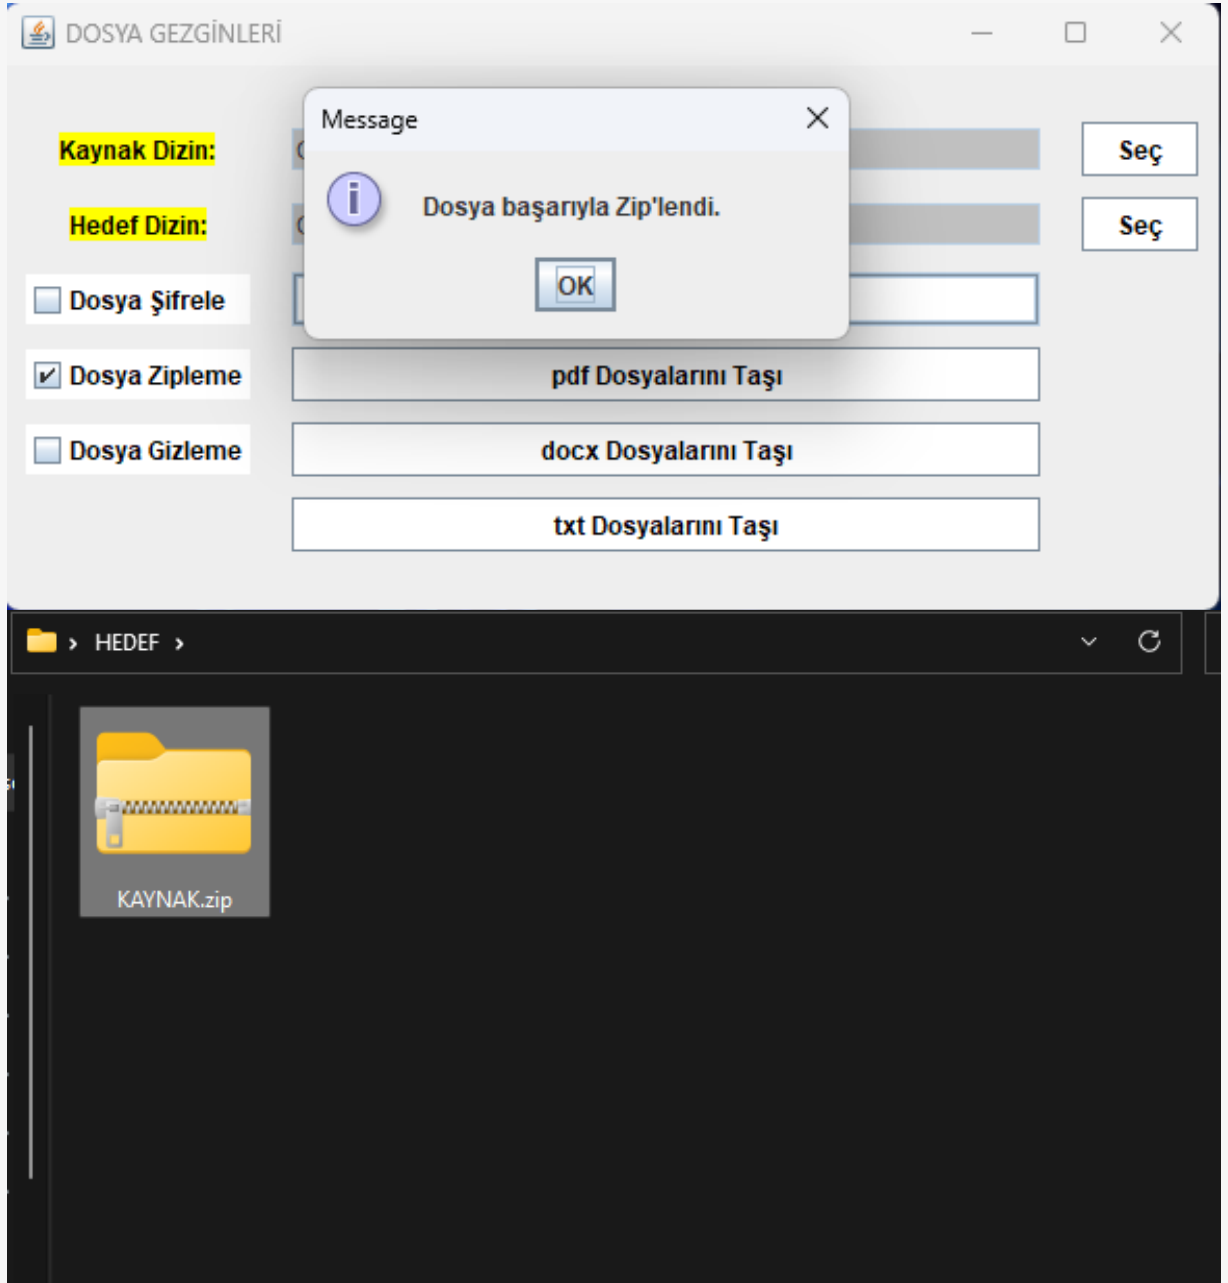 DOSYA GEZGİNLERİ
Message
Kaynak Dizin:
Seç
Dosya başarıyla Zip'lendi.
Hedef Dizin:
Seç
OK
Dosya Şifrele
Dosya Zipleme
pdf Dosyalarını Taşı
Dosya Gizleme
docx Dosyalarını Taşı
txt Dosyalarını Taşı
HEDEF
KAYNAK.zip